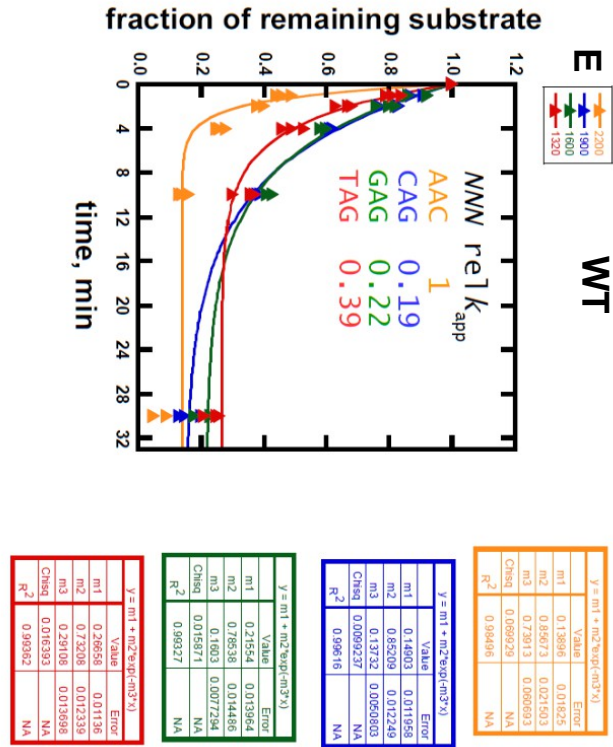 E
WT
2200
1900
1600
1320
fraction of remaining substrate
0.0 0.2 0.4 0.6 0.8 1.0 1.2
0 4 8 12 16 20 24 28 32
time, min
NNN relk app
AAC 1
CAG 0.19
GAG 0.22
TAG 0.39
y = m1 + m2*exp(-m3*x)
Value Error
m1 0.13896 0.01825
m2 0.85673 0.021503
m3 0.73913 0.060693
Chisq 0.069929 NA
R2 0.98496 NA
y = m1 + m2*exp(-m3*x)
Value Error
m1 0.14903 0.011958
m2 0.85209 0.012249
m3 0.13732 0.0050803
Chisq 0.0099237 NA
R2 0.99616 NA
y = m1 + m2*exp(-m3*x)
Value Error
m1 0.21554 0.013964
m2 0.78538 0.014486
m3 0.1603 0.0077294
Chisq 0.015871 NA
R2 0.99327 NA
y = m1 + m2*exp(-m3*x)
Value Error
m1 0.26658 0.01136
m2 0.73208 0.012339
m3 0.29108 0.013698
Chisq 0.016393 NA
R2 0.99362 NA